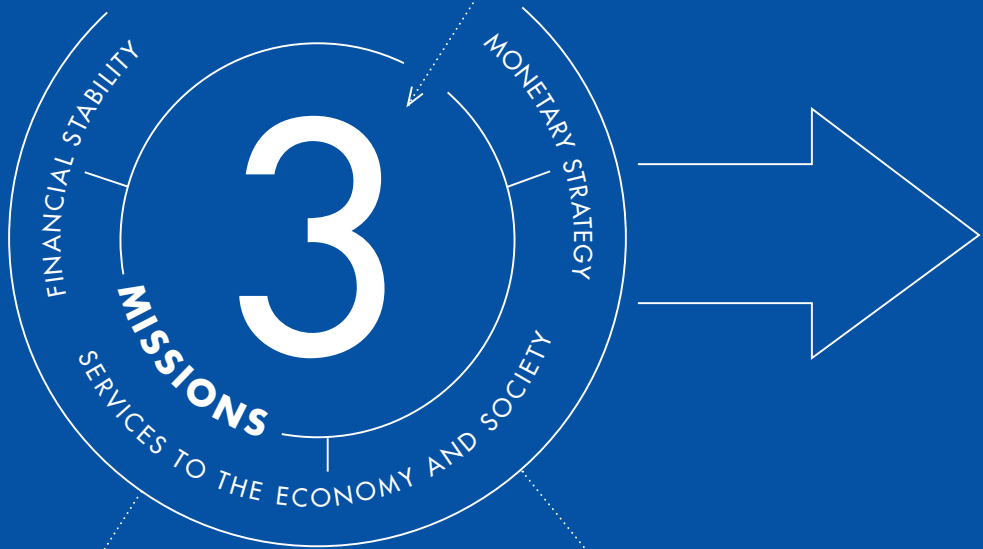 3
MISSIONS
FINANCIAL STABILITY
MONETARY STRATEGY
SERVICES TO THE ECONOMY AND SOCIETY